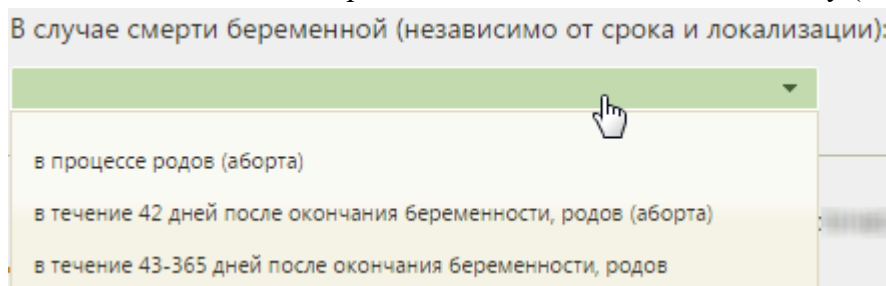 В случае смерти беременной (независимо от срока и локализации):
в процессе родов (аборта)
в течение 42 дней после окончания беременности, родов (аборта)
в течение 43-365 дней после окончания беременности, родов